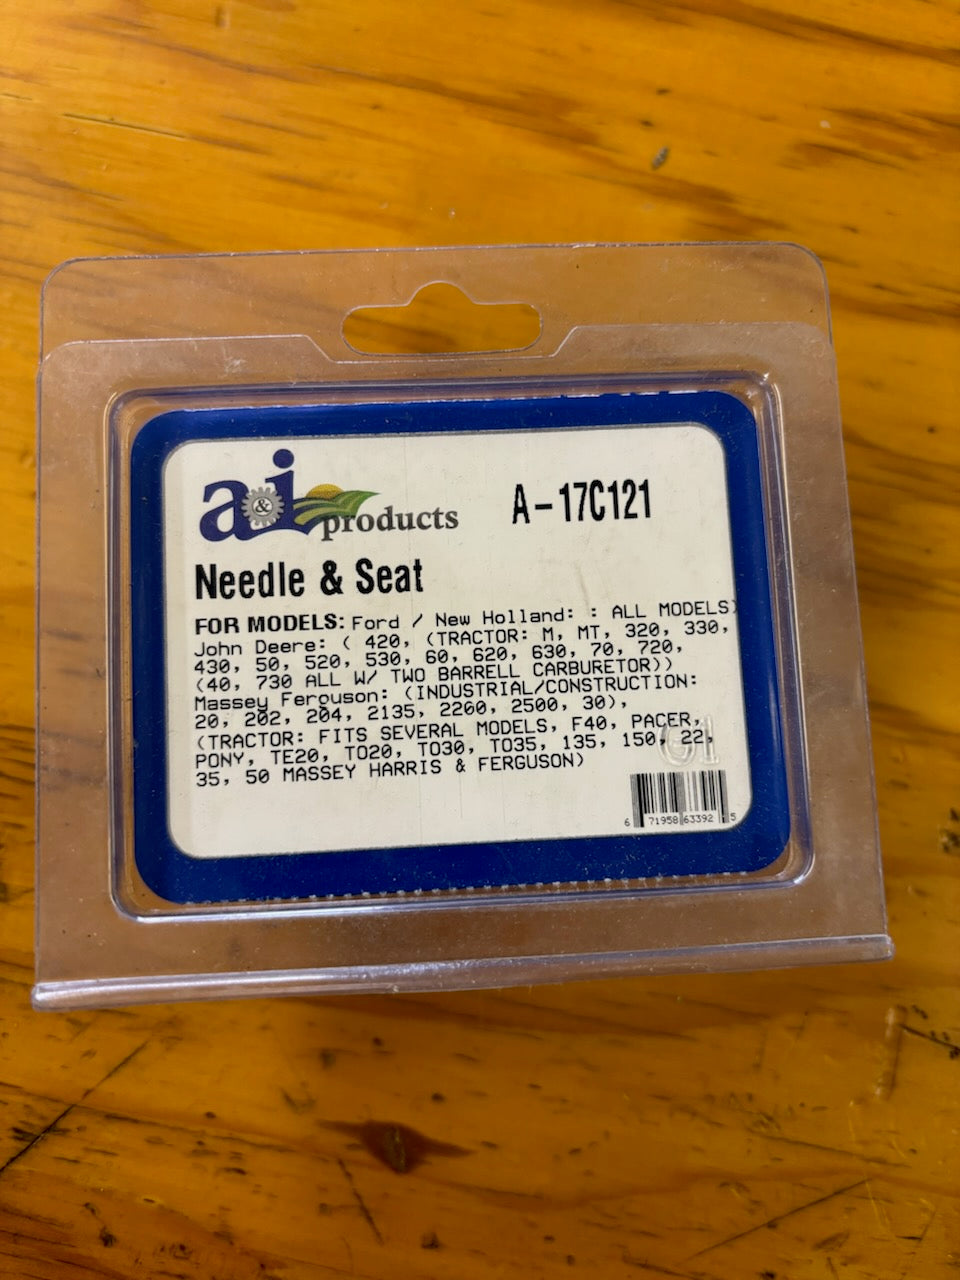 a&i products
A-17C121
Needle & Seat
FOR MODELS: Ford / New Holland: : ALL MODELS)
John Deere: ( 420, (TRACTOR: M, MT, 320, 330,
430, 50, 520, 530, 60, 620, 630, 70, 720,
(40, 730 ALL W/ TWO BARRELL CARBURETOR))
Massey Ferguson: (INDUSTRIAL/CONSTRUCTION:
20, 202, 204, 2135, 2260, 2500, 30),
(TRACTOR: FITS SEVERAL MODELS, F40, PACER,
PONY, TE20, TO20, TO30, TO35, 135, 150, 22,
35, 50 MASSEY HARRIS & FERGUSON)
G1
6 71958 63392 5